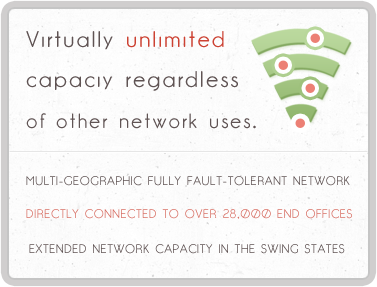 Virtually unlimited
capaciy regardless
of other network uses.
MULTI-GEOGRAPHIC FULLY FAULT-TOLERANT NETWORK
DIRECTLY CONNECTED TO OVER 28,000 END OFFICES
EXTENDED NETWORK CAPACITY IN THE SWING STATES